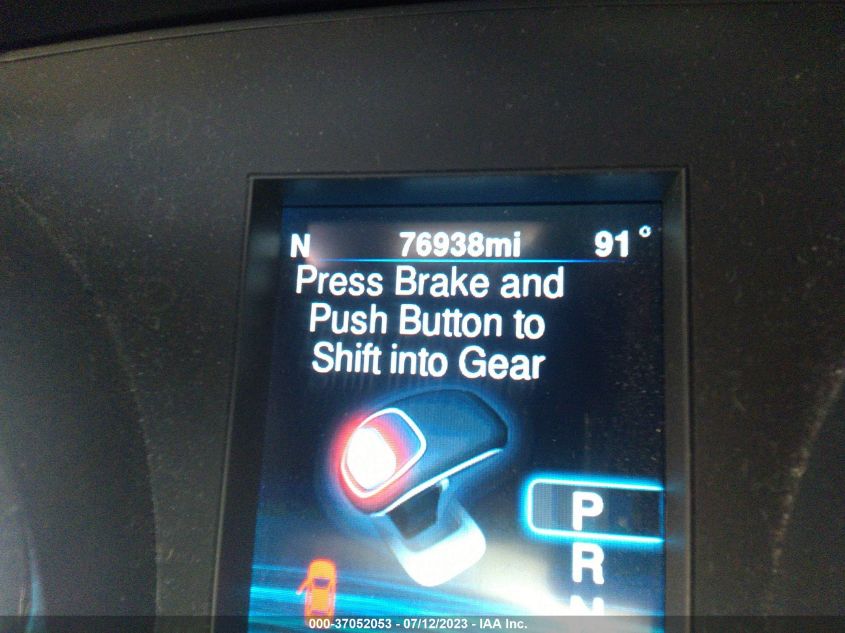 N 76938mi 91°
Press Brake and
Push Button to
Shift into Gear
P
R
N
000-37052053 - 07/12/2023 - IAA Inc.